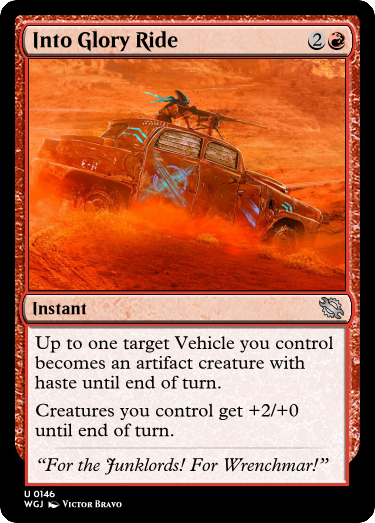 Into Glory Ride 2
F-A
Instant
Up to one target Vehicle you control
becomes an artifact creature with
haste until end of turn.
Creatures you control get +2/+0
until end of turn.
“For the Junklords! For Wrenchmar!”
U 0146
WGJ Victor Bravo